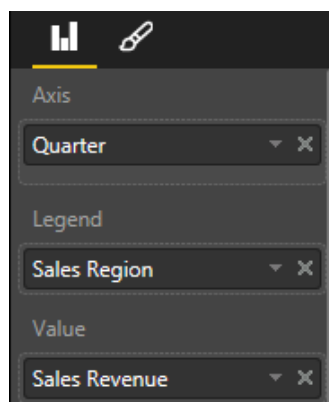 Axis
Quarter
Legend
Sales Region
Value
Sales Revenue